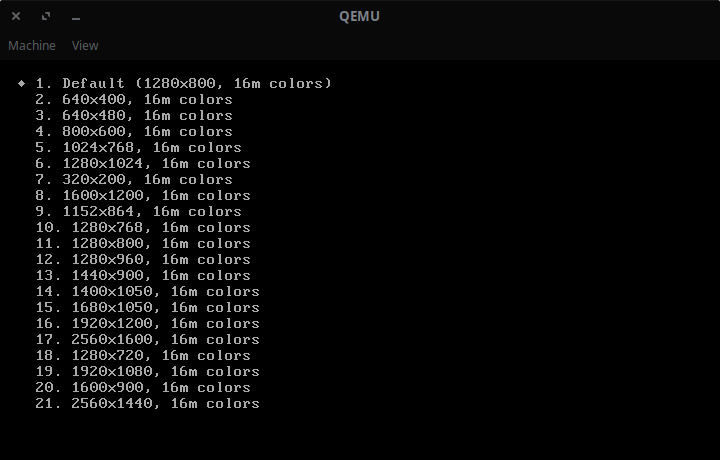 QEMU
Machine View
◆ 1. Default (1280x800, 16m colors)
2. 640x400, 16m colors
3. 640x480, 16m colors
4. 800x600, 16m colors
5. 1024x768, 16m colors
6. 1280x1024, 16m colors
7. 320x200, 16m colors
8. 1600x1200, 16m colors
9. 1152x864, 16m colors
10. 1280x768, 16m colors
11. 1280x800, 16m colors
12. 1280x960, 16m colors
13. 1440x900, 16m colors
14. 1400x1050, 16m colors
15. 1680x1050, 16m colors
16. 1920x1200, 16m colors
17. 2560x1600, 16m colors
18. 1280x720, 16m colors
19. 1920x1080, 16m colors
20. 1600x900, 16m colors
21. 2560x1440, 16m colors